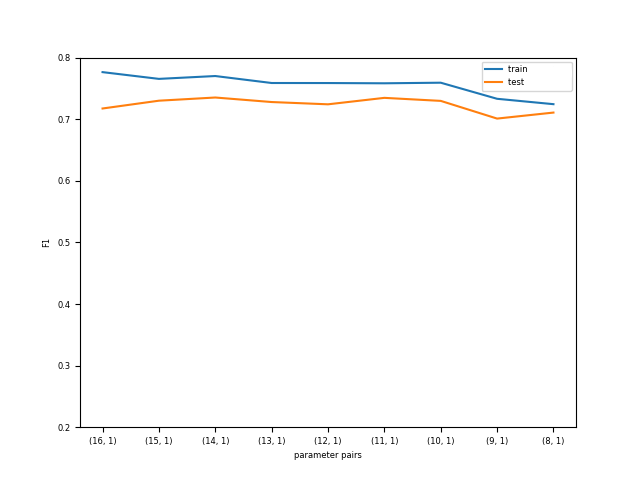 0.8
0.7
0.6
0.5
0.4
0.3
0.2
F1
train
test
(16, 1) (15, 1) (14, 1) (13, 1) (12, 1) (11, 1) (10, 1) (9, 1) (8, 1)
parameter pairs